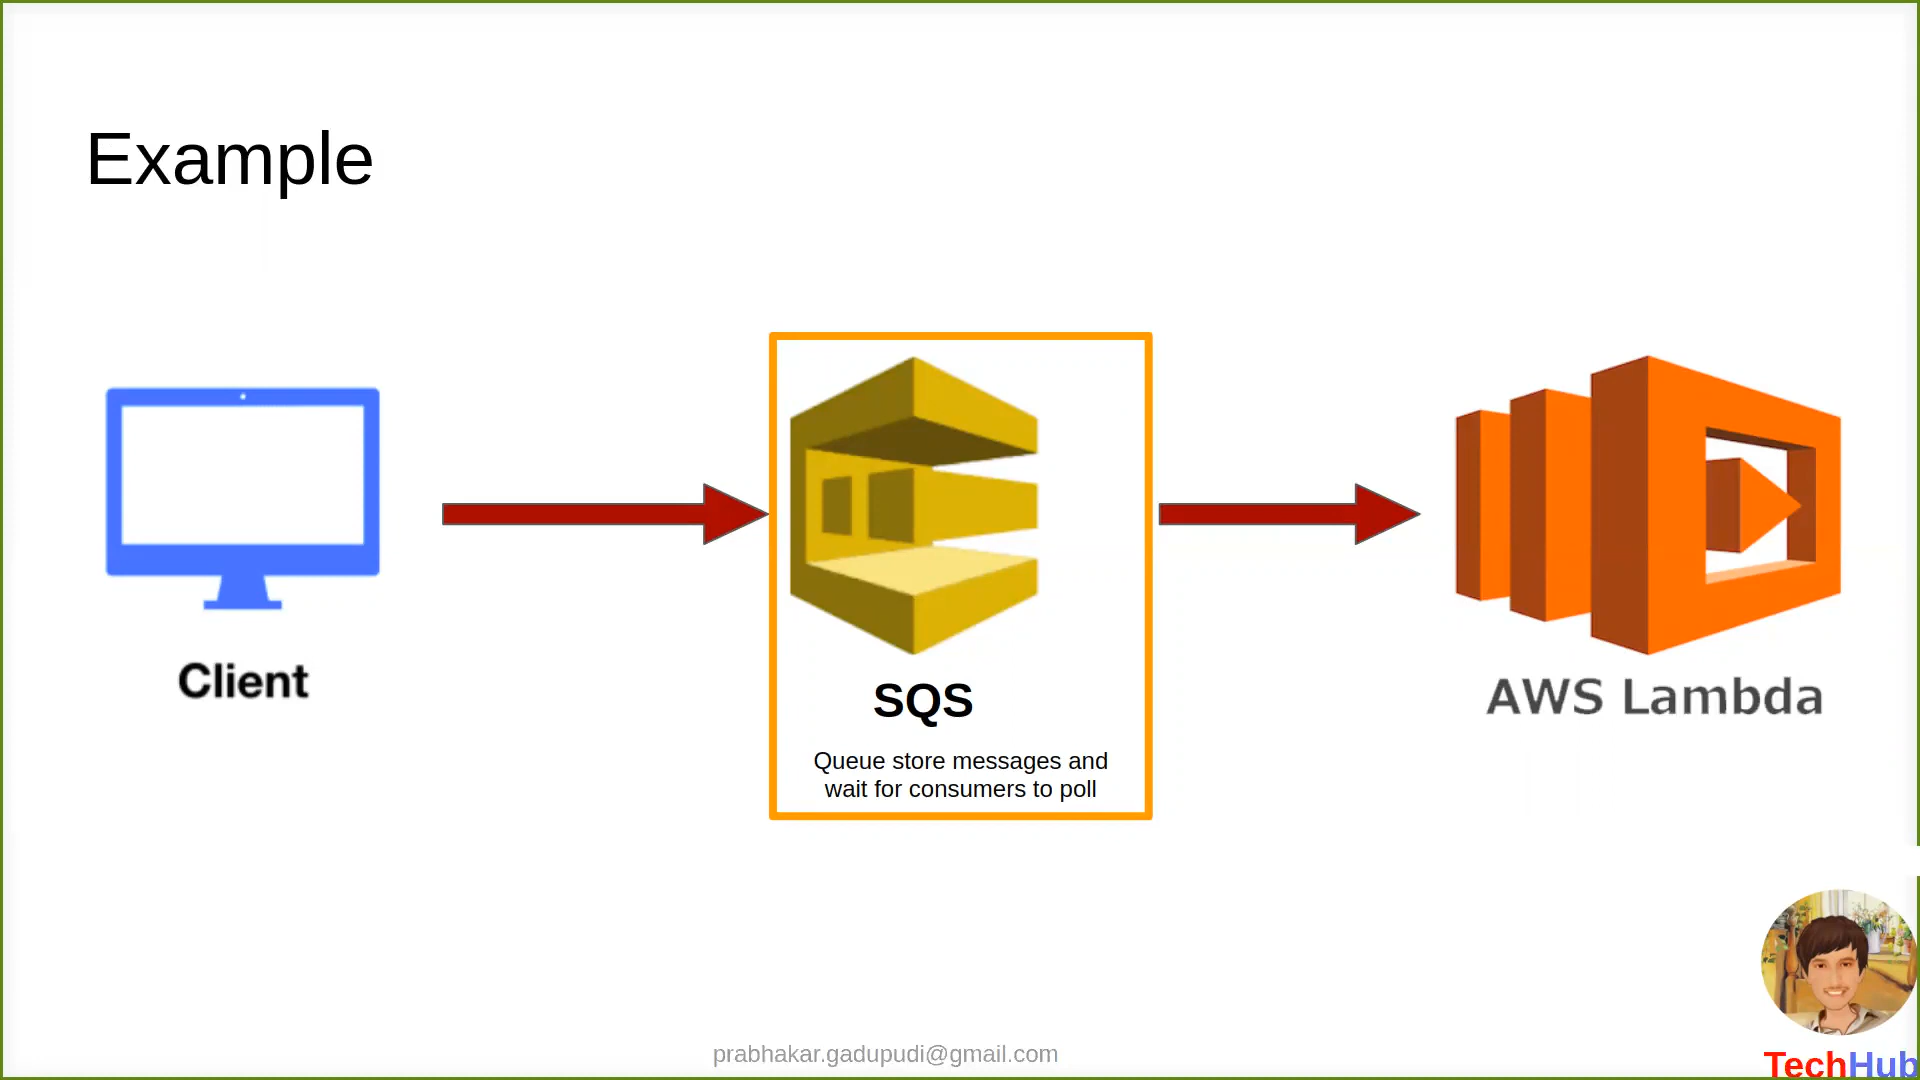 Example
Client
SQS
Queue store messages and
wait for consumers to poll
AWS Lambda
prabhakar.gadupudi@gmail.com
TechHub